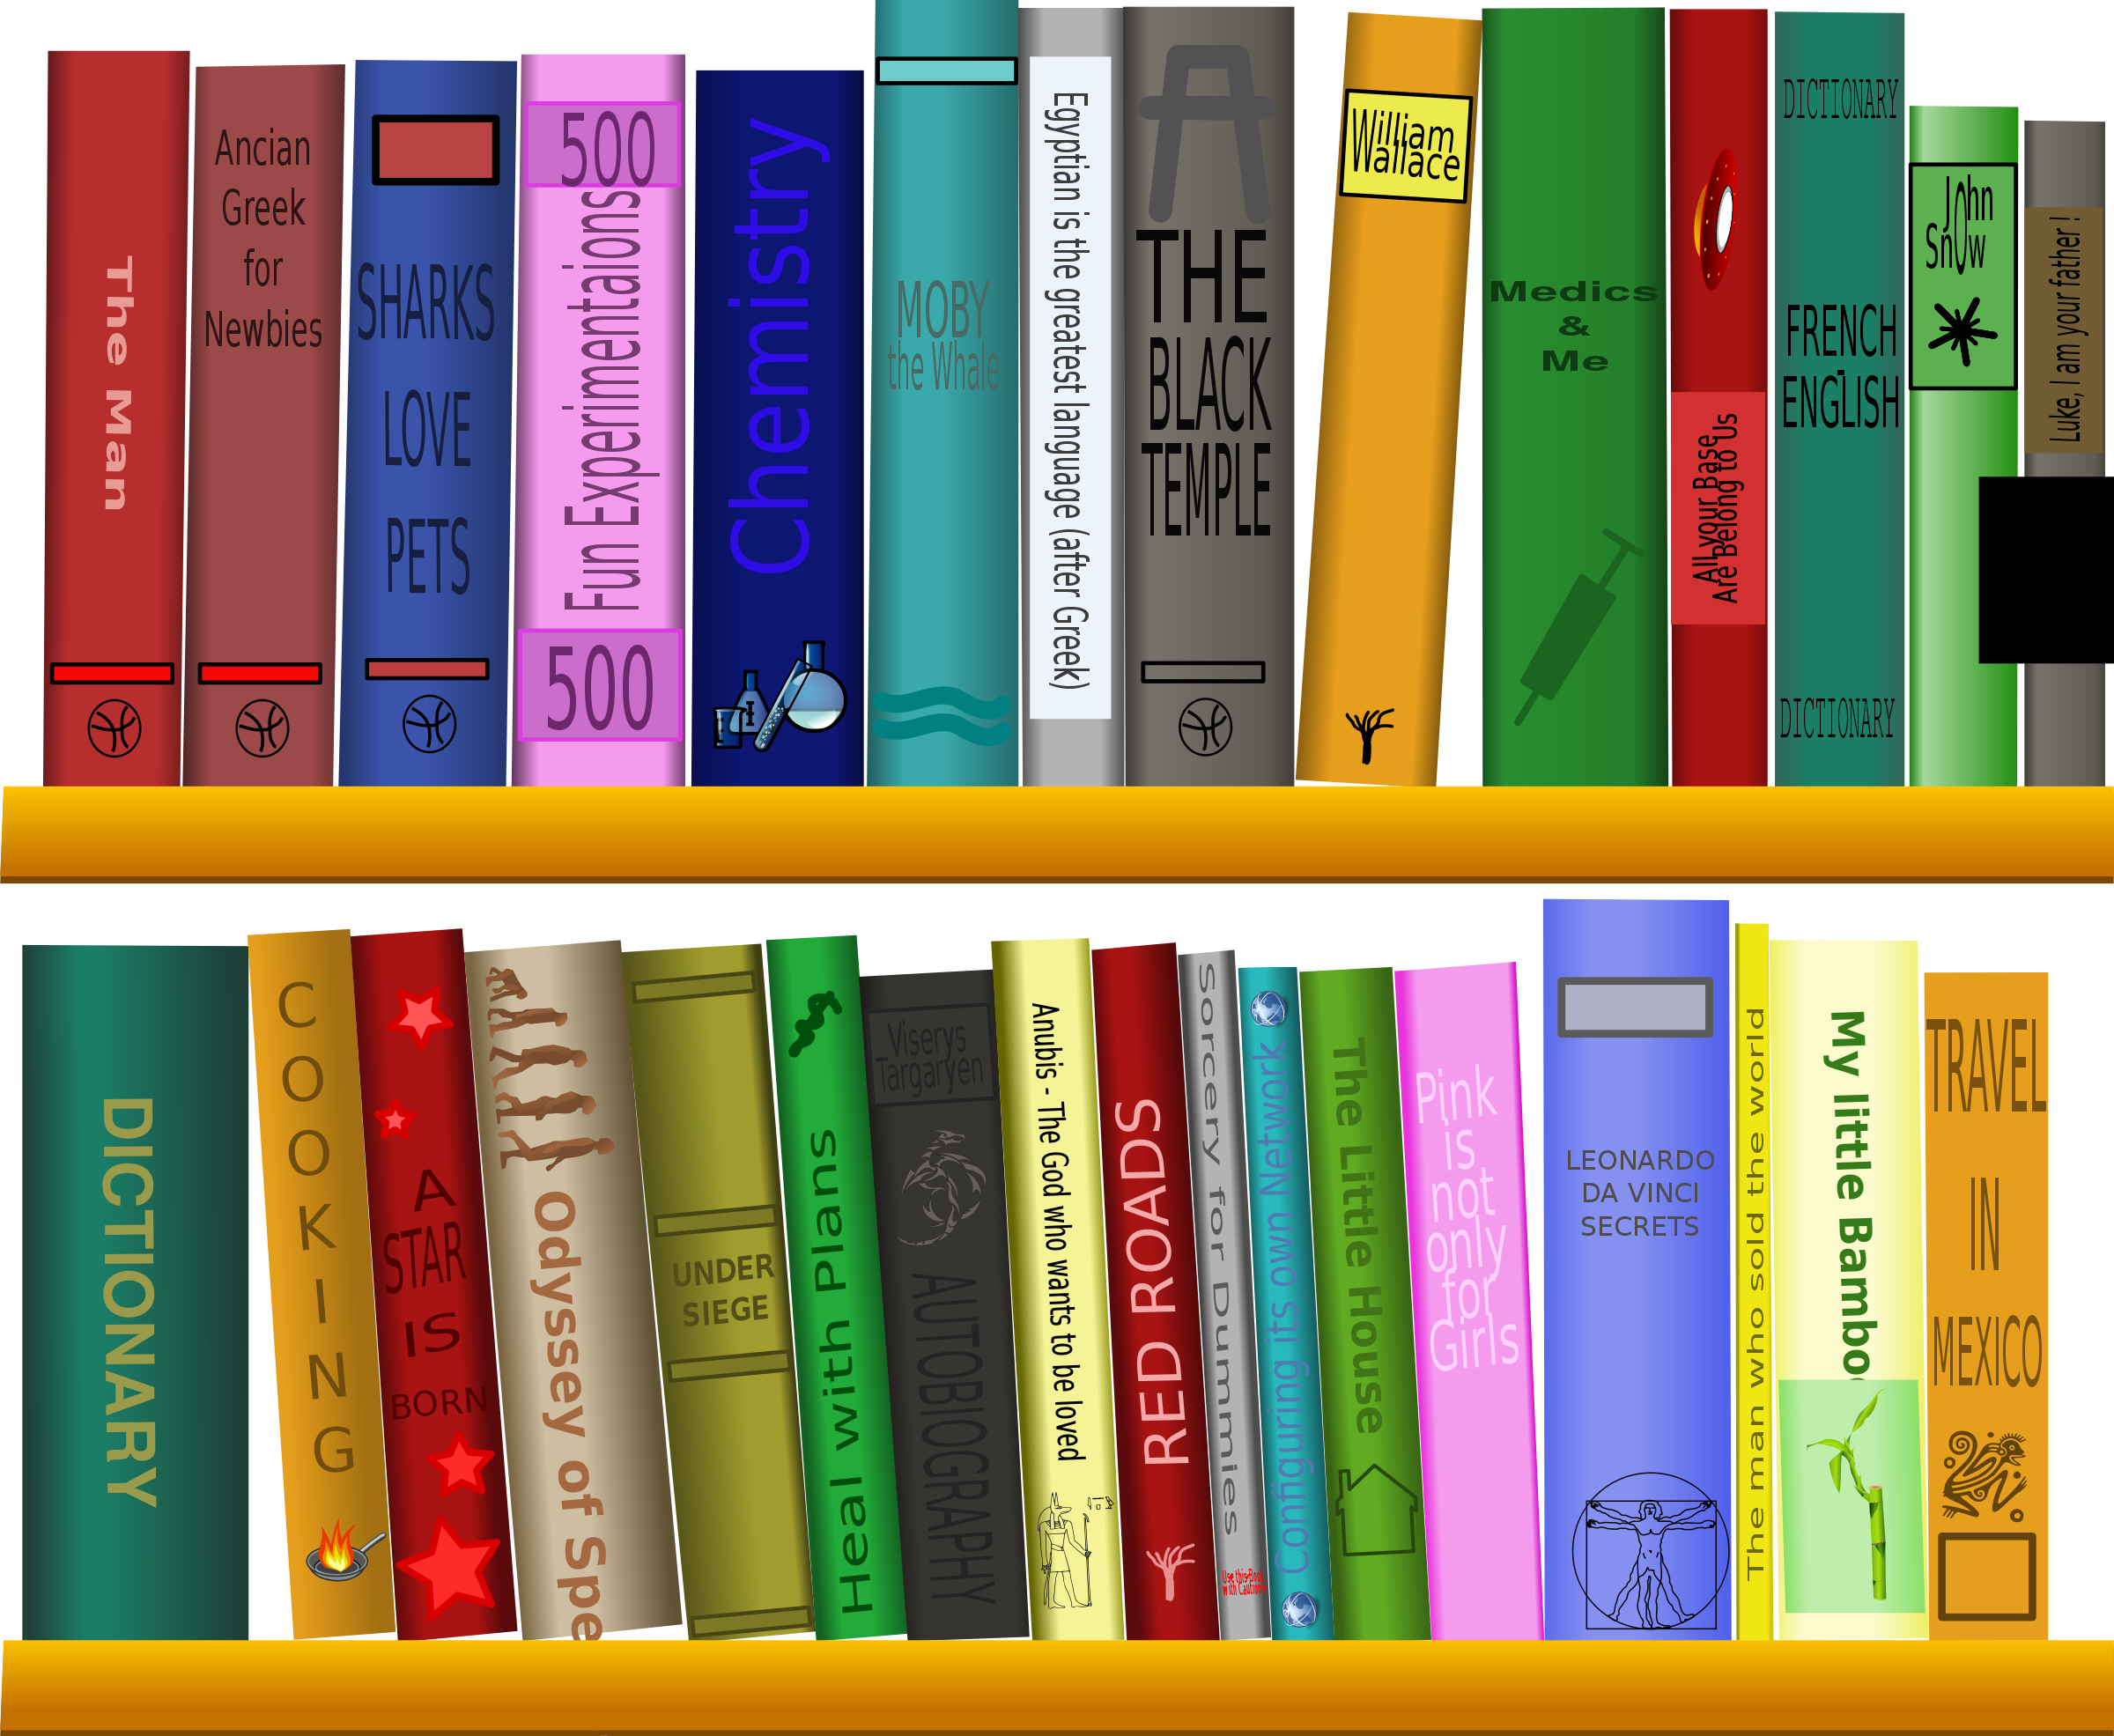 The Man
Ancian
Greek
for
Newbies
SHARKS
LOVE
PETS
500
Fun Experimentaions
500
Chemistry
MOBY
the Whale
Egyptian is the greatest language (after Greek)
THE
BLACK
TEMPLE
William
Wallace
Medics
&
Me
All your Base
Are Belong to Us
DICTIONARY
FRENCH
-
ENGLISH
DICTIONARY
John
Snow
Luke, I am your father !
DICTIONARY
COOKING
A
STAR
IS
BORN
Odyssey of Spe
UNDER
SIEGE
Heal with Plans
Viserys
Targaryen
AUTOBIOGRAPHY
Anubis - The God who wants to be loved
RED ROADS
Sorcery for Dummies
Use this Book
with Caution
Configuring its own Network
The Little House
Pink
is
not
only
for
Girls
LEONARDO
DA VINCI
SECRETS
The man who sold the world
My little Bamboo
TRAVEL
IN
MEXICO